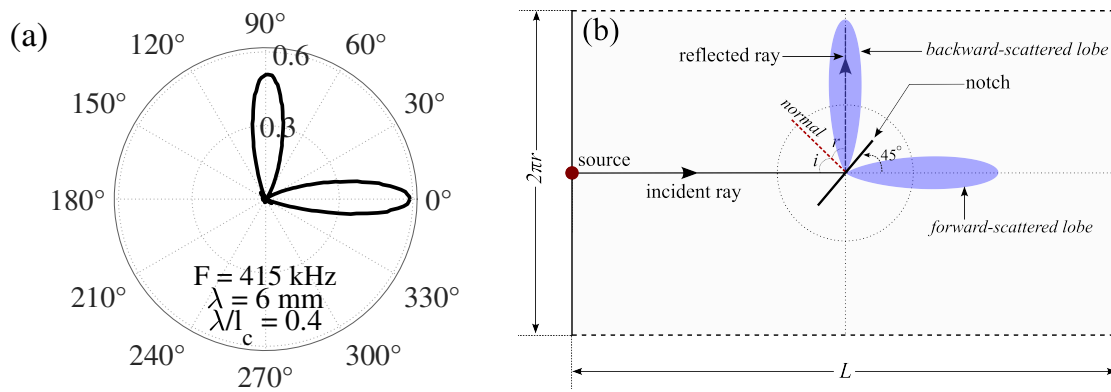 (a)
90°
120°
60°
0.6
150°
30°
0.3
180°
0°
F = 415 kHz
λ = 6 mm
λ/l_c = 0.4
210°
330°
240°
300°
270°
(b)
reflected ray
backward-scattered lobe
notch
normal
r
i
45°
source
incident ray
forward-scattered lobe
2πr
L